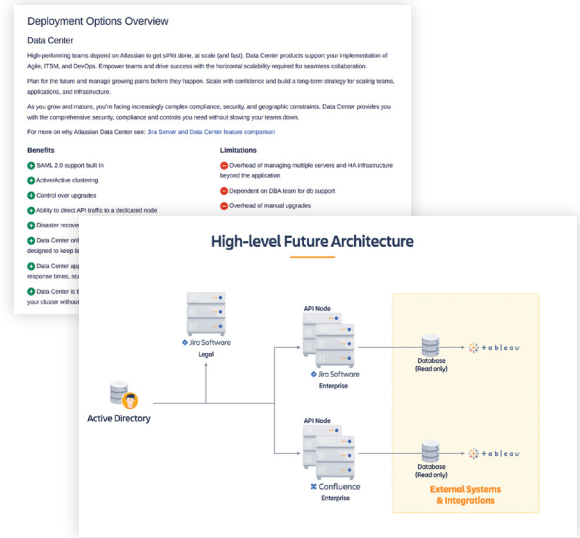 Deployment Options Overview
Data Center
High-performing teams depend on Atlassian to get s#!t done, at scale (and fast). Data Center products support your implementation of
Agile, ITSM, and DevOps. Empower teams and drive success with the horizontal scalability required for seamless collaboration.
Plan for the future and manage growing pains before they happen. Scale with confidence and build a long-term strategy for scaling teams,
applications, and infrastructure.
As you grow and mature, you're facing increasingly complex compliance, security, and geographic constraints. Data Center provides you
with the comprehensive security, compliance and controls you need without slowing your teams down.
For more on why Atlassian Data Center see: Jira Server and Data Center feature comparison
Benefits
SAML 2.0 support built in
Active/Active clustering
Control over upgrades
Ability to direct API traffic to a dedicated node
Disaster recove
Data Center onl
designed to keep la
Data Center app
response times, sca
Data Center is b
your cluster without
Limitations
Overhead of managing multiple servers and HA infrastructure
beyond the application
Dependent on DBA team for db support
Overhead of manual upgrades
High-level Future Architecture
Jira Software
Legal
Active Directory
API Node
Jira Software
Enterprise
Database
(Read only)
+ableau
API Node
Confluence
Enterprise
Database
(Read only)
+ableau
External Systems
& Integrations